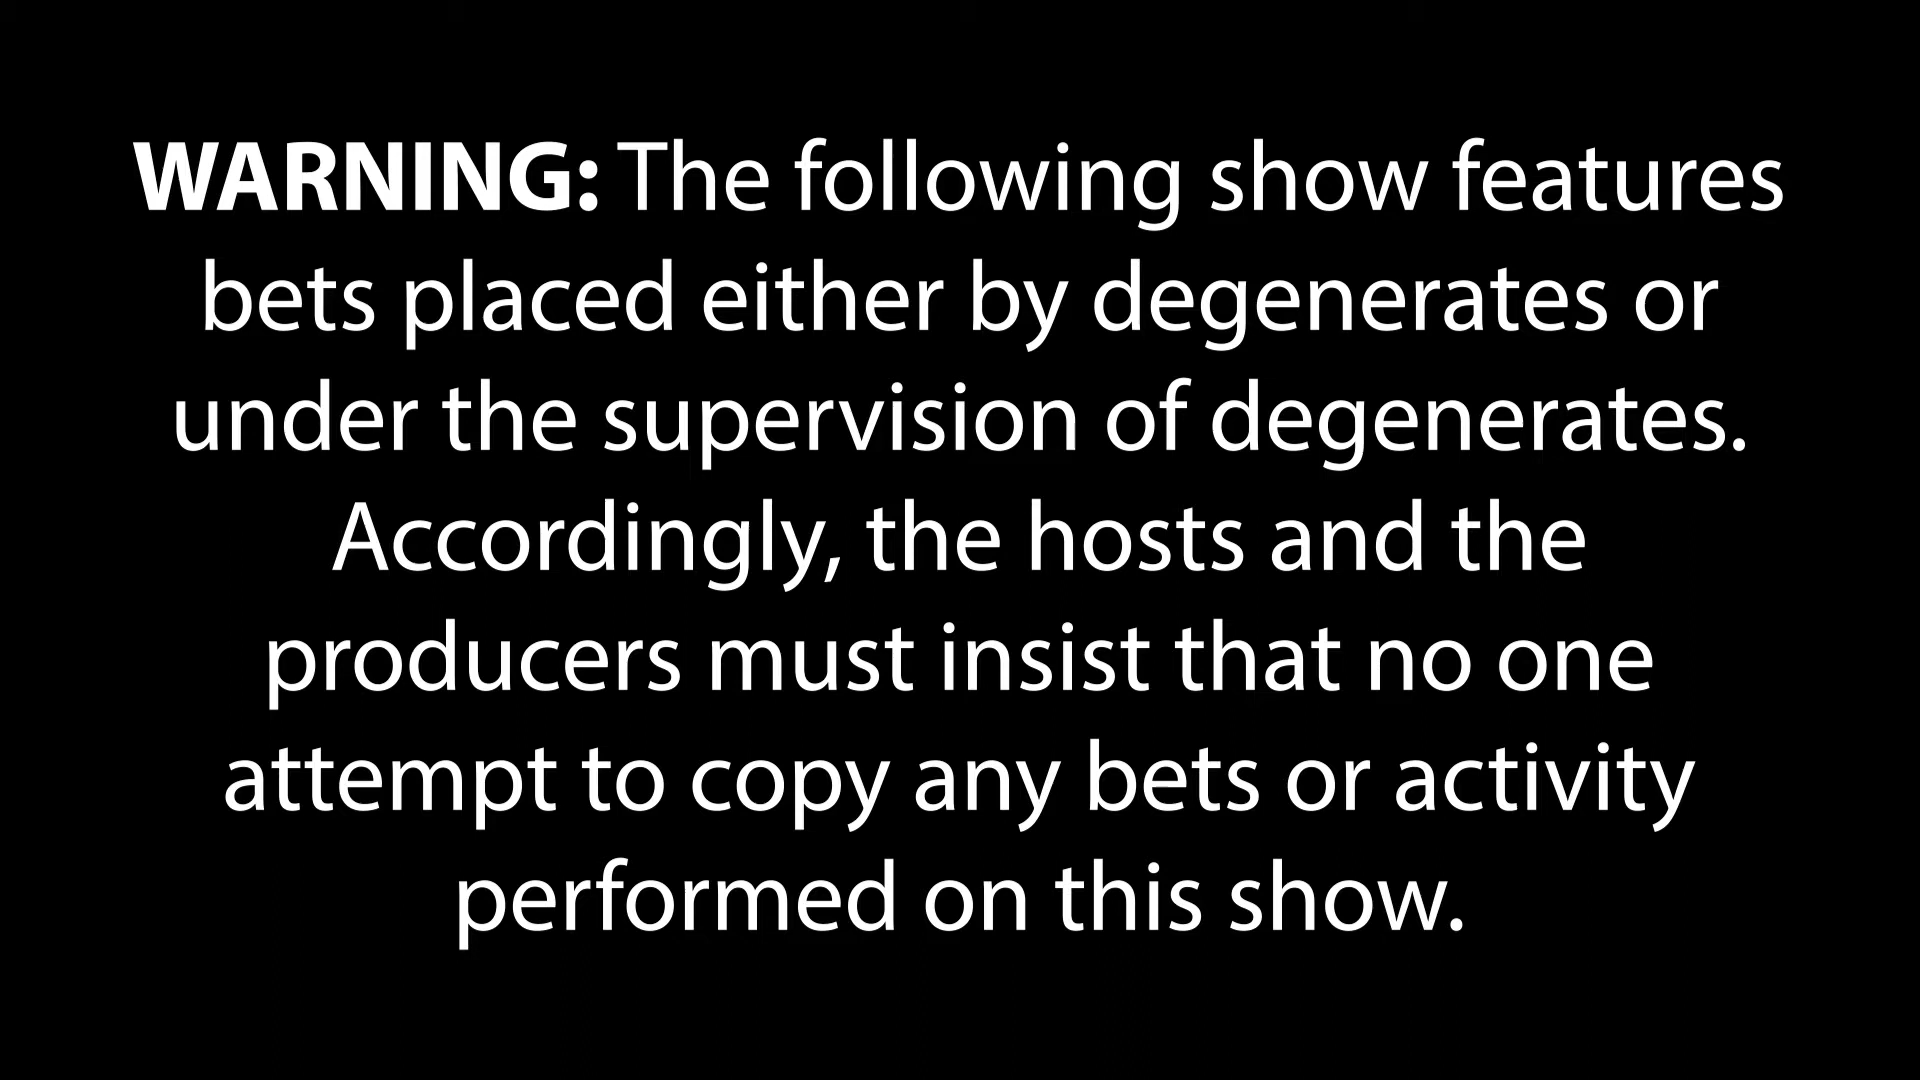 WARNING: The following show features
bets placed either by degenerates or
under the supervision of degenerates.
Accordingly, the hosts and the
producers must insist that no one
attempt to copy any bets or activity
performed on this show.